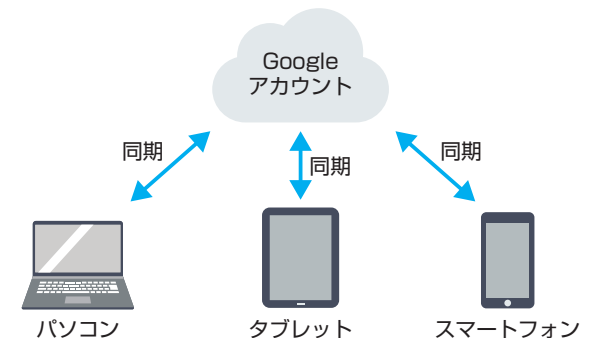 Google
アカウント
同期
同期
同期
パソコン
タブレット
スマートフォン